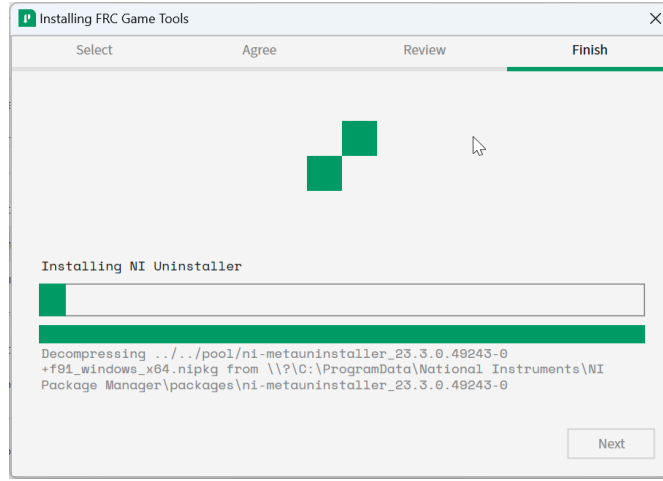 Installing FRC Game Tools
Select Agree Review Finish
Installing NI Uninstaller
Decompressing ../../pool/ni-metauninstaller_23.3.0.49243-0
+f91_windows_x64.nipkg from \\?\C:\ProgramData\National Instruments\NI
Package Manager\packages\ni-metauninstaller_23.3.0.49243-0
Next